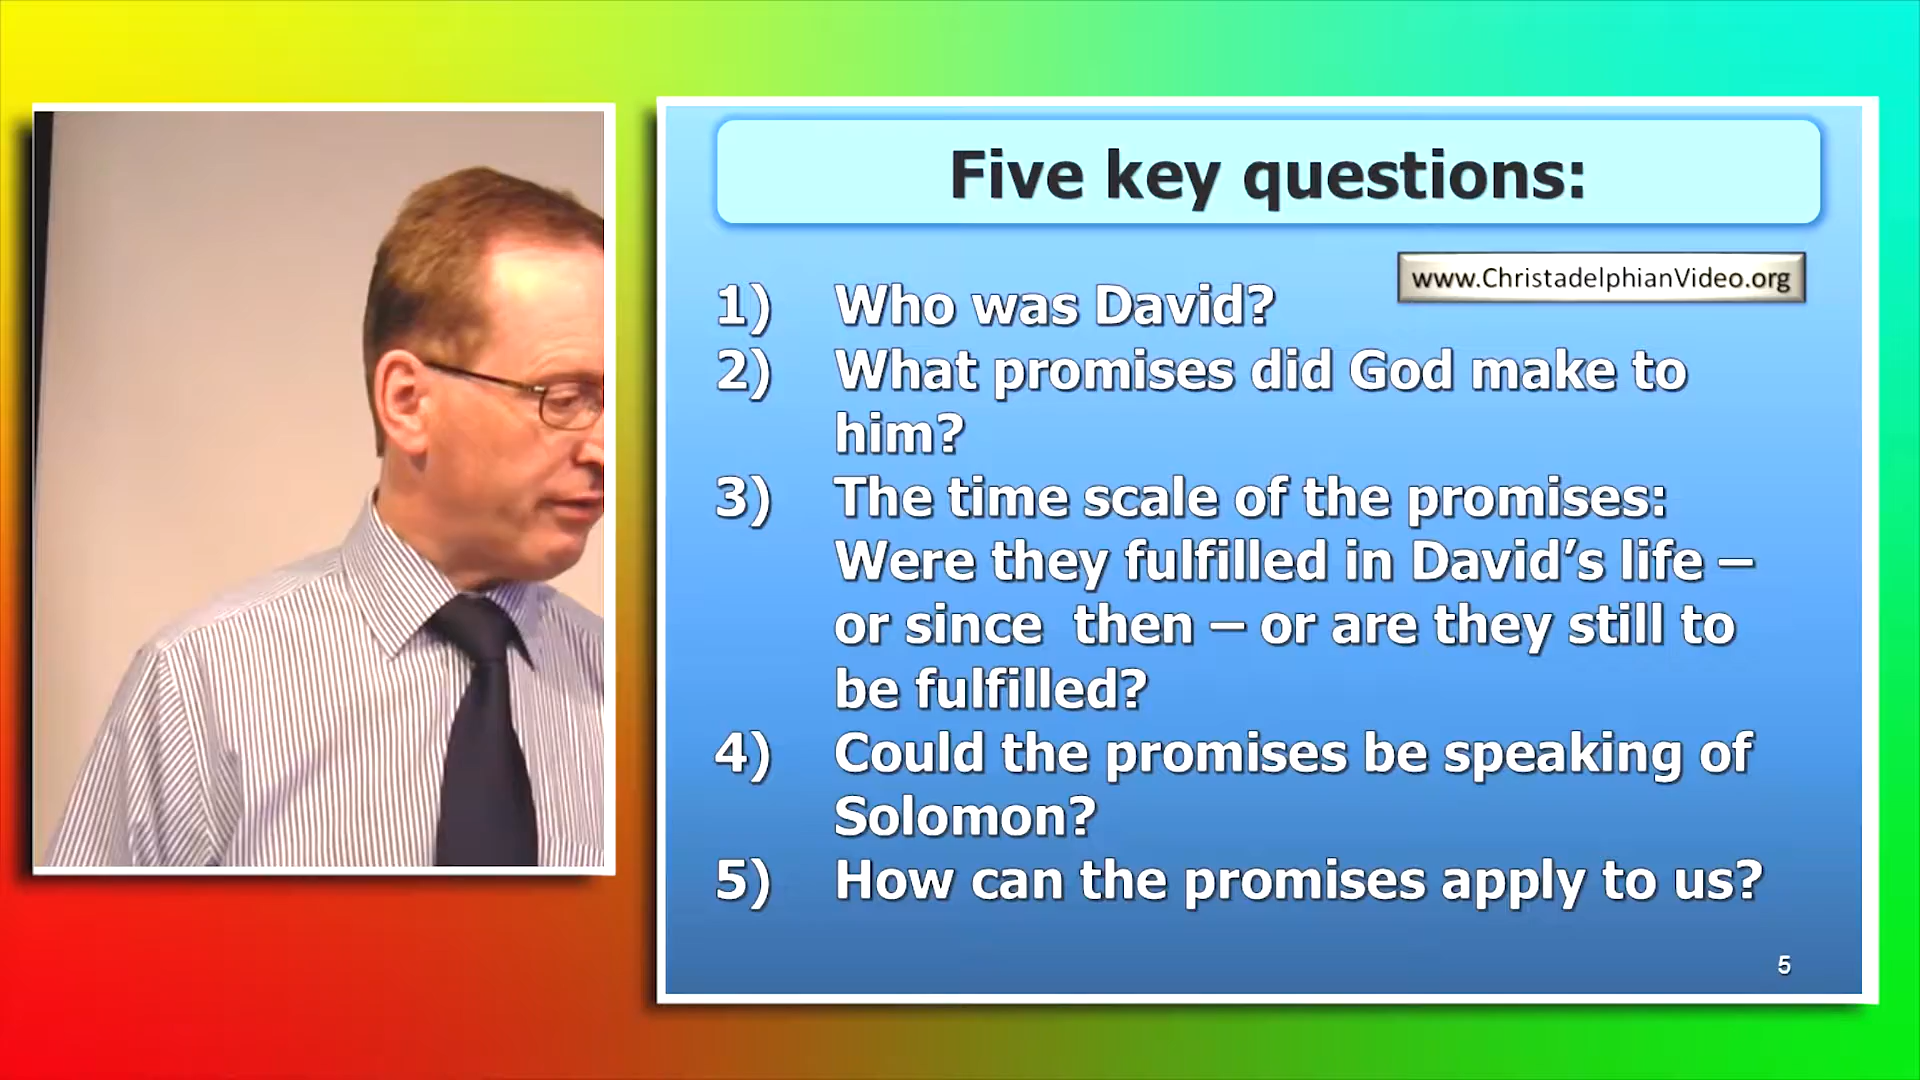 Five key questions:
www.ChristadelphianVideo.org
1) Who was David?
2) What promises did God make to
him?
3) The time scale of the promises:
Were they fulfilled in David’s life –
or since then – or are they still to
be fulfilled?
4) Could the promises be speaking of
Solomon?
5) How can the promises apply to us?
5